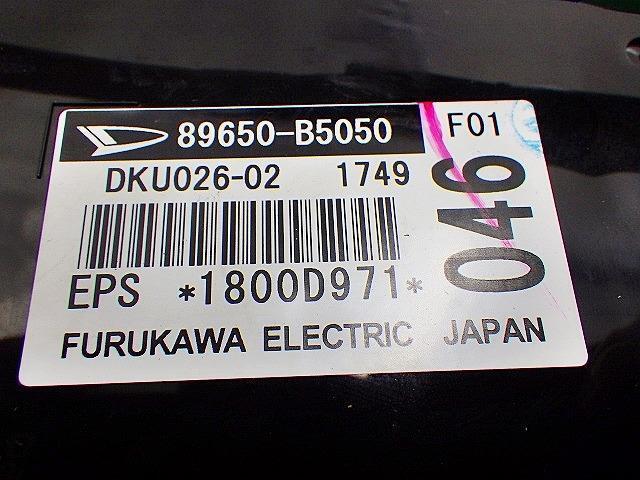 89650-B5050
F01
DKU026-02 1749
046
EPS *1800D971*
FURUKAWA ELECTRIC JAPAN